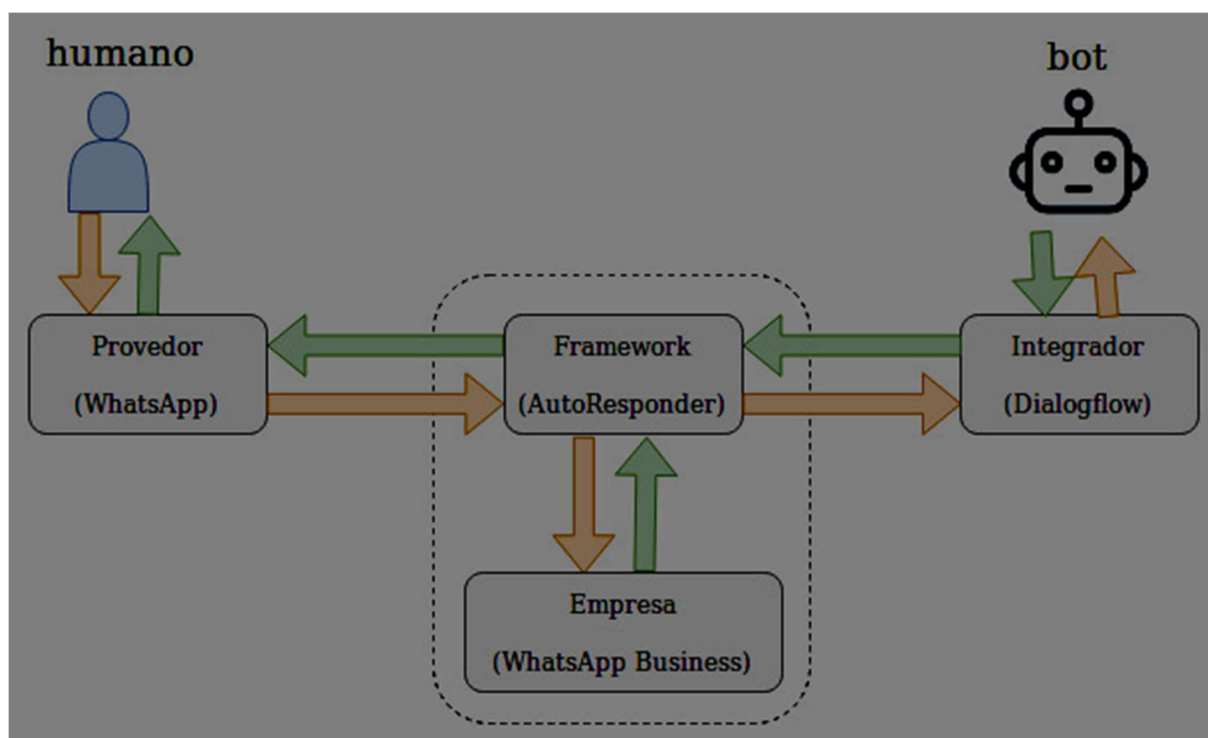 humano
bot
Provedor
(WhatsApp)
Framework
(AutoResponder)
Integrador
(Dialogflow)
Empresa
(WhatsApp Business)